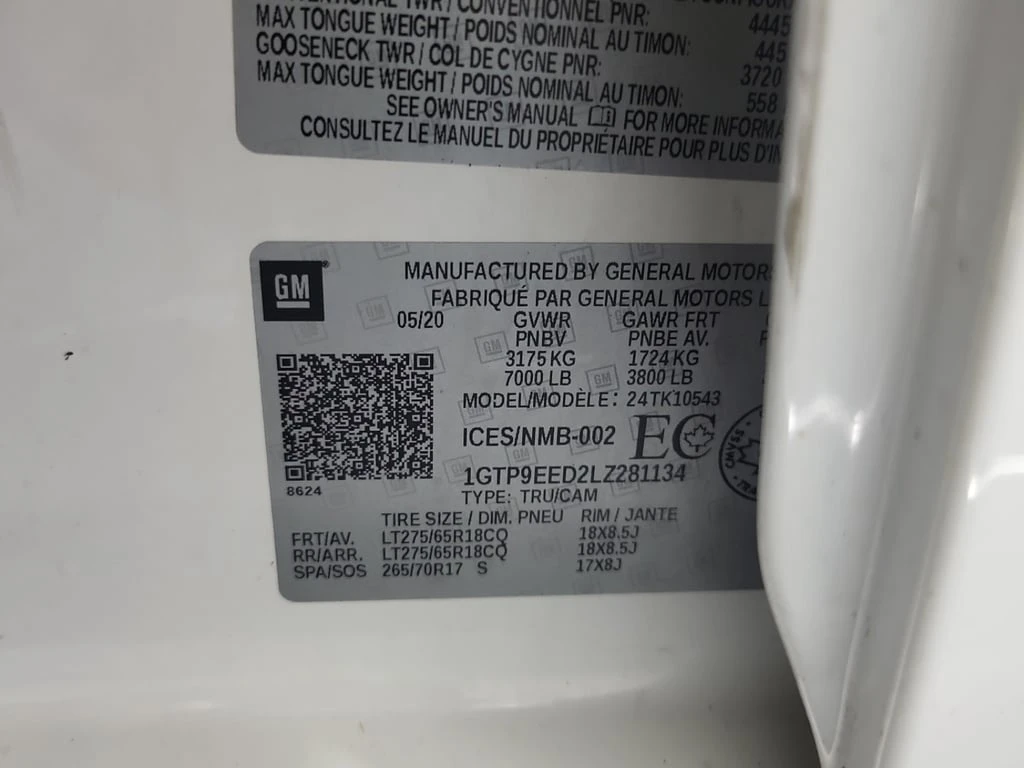 CONVENTIONNEL PNR: 4445
MAX TONGUE WEIGHT / POIDS NOMINAL AU TIMON: 445
GOOSENECK TWR / COL DE CYGNE PNR: 3720
MAX TONGUE WEIGHT / POIDS NOMINAL AU TIMON: 558
SEE OWNER'S MANUAL FOR MORE INFORMA
CONSULTEZ LE MANUEL DU PROPRIÉTAIRE POUR PLUS D'IN
GM
MANUFACTURED BY GENERAL MOTORS
FABRIQUÉ PAR GENERAL MOTORS L
05/20 GVWR GAWR FRT
PNBV PNBE AV.
3175 KG 1724 KG
7000 LB 3800 LB
MODEL/MODÈLE: 24TK10543
ICES/NMB-002 EC
1GTP9EED2LZ281134
8624
TYPE: TRU/CAM
TIRE SIZE / DIM. PNEU RIM / JANTE
FRT/AV. LT275/65R18CQ 18X8.5J
RR/ARR. LT275/65R18CQ 18X8.5J
SPA/SOS 265/70R17 S 17X8J